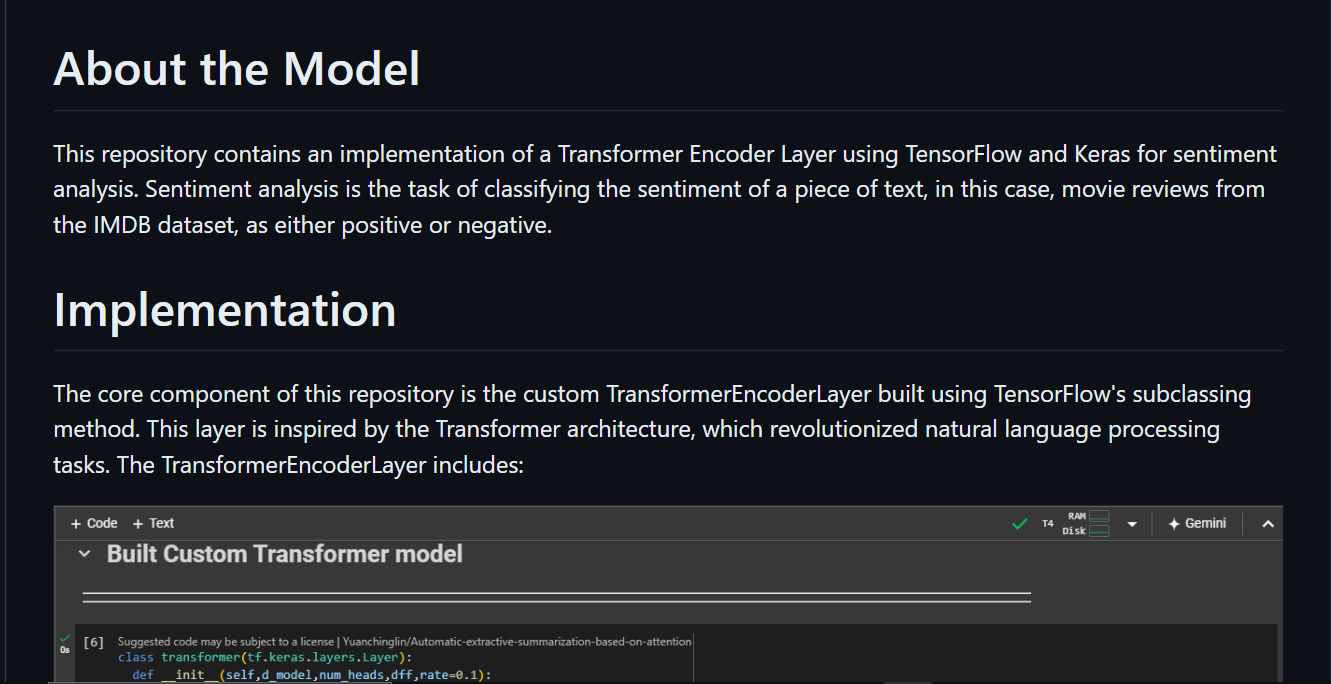 About the Model
This repository contains an implementation of a Transformer Encoder Layer using TensorFlow and Keras for sentiment
analysis. Sentiment analysis is the task of classifying the sentiment of a piece of text, in this case, movie reviews from
the IMDB dataset, as either positive or negative.
Implementation
The core component of this repository is the custom TransformerEncoderLayer built using TensorFlow's subclassing
method. This layer is inspired by the Transformer architecture, which revolutionized natural language processing
tasks. The TransformerEncoderLayer includes:
+ Code + Text T4 RAM Disk Gemini
Built Custom Transformer model
[6] Suggested code may be subject to a license | Yuanchinglin/Automatic-extractive-summarization-based-on-attention
0s class transformer(tf.keras.layers.Layer):
def __init__(self,d_model,num_heads,dff,rate=0.1):